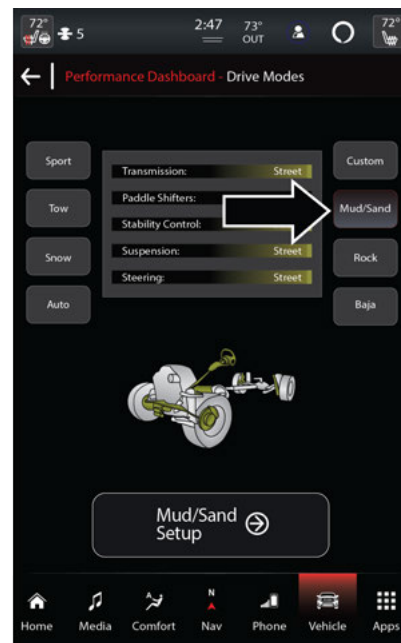 72° 5 2:47 73° OUT 72°
Performance Dashboard - Drive Modes
Sport
Tow
Snow
Auto
Transmission: Street
Paddle Shifters:
Stability Control:
Suspension: Street
Steering: Street
Custom
Mud/Sand
Rock
Baja
Mud/Sand
Setup
Home Media Comfort Nav Phone Vehicle Apps